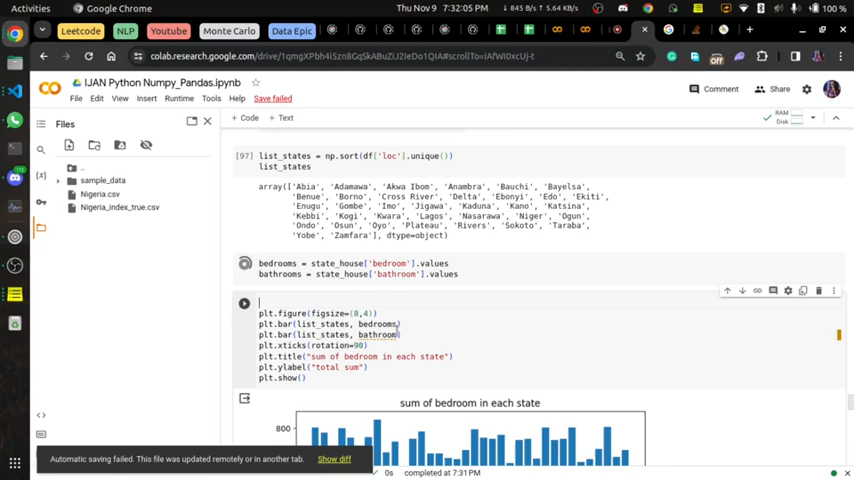 Activities
Google Chrome
Thu Nov 9 7:32:05 PM
↓ 845 B/s ↑ 5.64 KB/s
100 %
Leetcode
NLP
Youtube
Monte Carlo
Data Epic
colab.research.google.com/drive/1qmgXPbh4iSzn8GqSkABuZiJ2IeDo1LGQ#scrollTo=IAfWI0xcUj-t
Off
IJAN Python Numpy_Pandas.ipynb
File Edit View Insert Runtime Tools Help Save failed
Comment
Share
Files
+ Code + Text
RAM
Disk
..
sample_data
Nigeria.csv
Nigeria_index_true.csv
[97] list_states = np.sort(df['loc'].unique())
list_states
array(['Abia', 'Adamawa', 'Akwa Ibom', 'Anambra', 'Bauchi', 'Bayelsa',
'Benue', 'Borno', 'Cross River', 'Delta', 'Ebonyi', 'Edo', 'Ekiti',
'Enugu', 'Gombe', 'Imo', 'Jigawa', 'Kaduna', 'Kano', 'Katsina',
'Kebbi', 'Kogi', 'Kwara', 'Lagos', 'Nasarawa', 'Niger', 'Ogun',
'Ondo', 'Osun', 'Oyo', 'Plateau', 'Rivers', 'Sokoto', 'Taraba',
'Yobe', 'Zamfara'], dtype=object)
bedrooms = state_house['bedroom'].values
bathrooms = state_house['bathroom'].values
plt.figure(figsize=(8,4))
plt.bar(list_states, bedrooms)
plt.bar(list_states, bathroom)
plt.xticks(rotation=90)
plt.title("sum of bedroom in each state")
plt.ylabel("total sum")
plt.show()
sum of bedroom in each state
800
Automatic saving failed. This file was updated remotely or in another tab. Show diff
0s completed at 7:31 PM